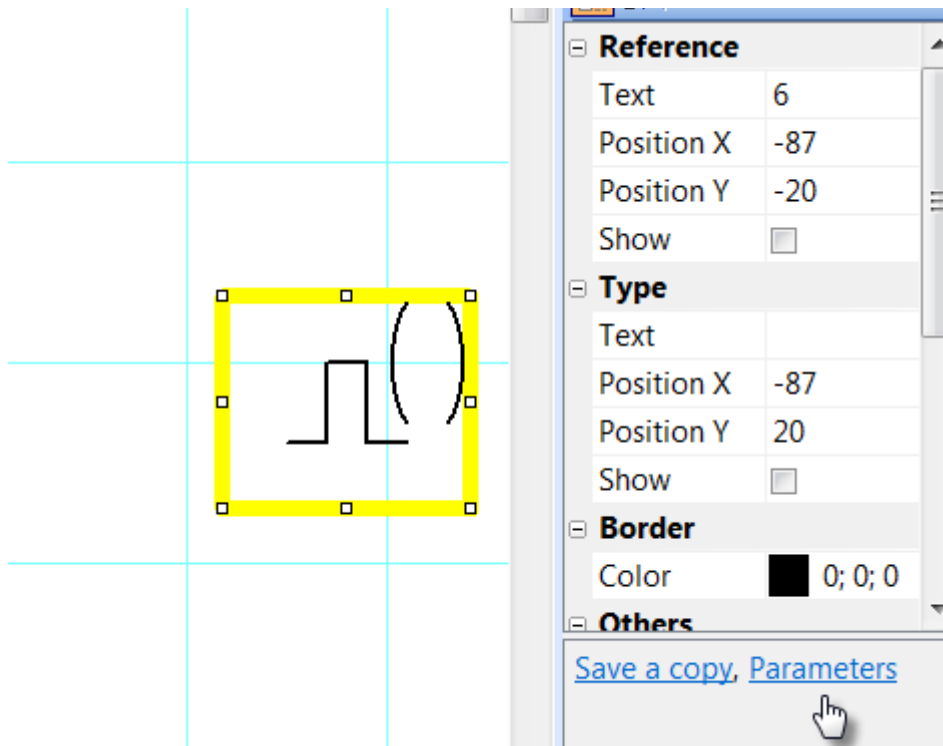 Reference
Text 6
Position X -87
Position Y -20
Show
Type
Text
Position X -87
Position Y 20
Show
Border
Color 0; 0; 0
Others
Save a copy, Parameters